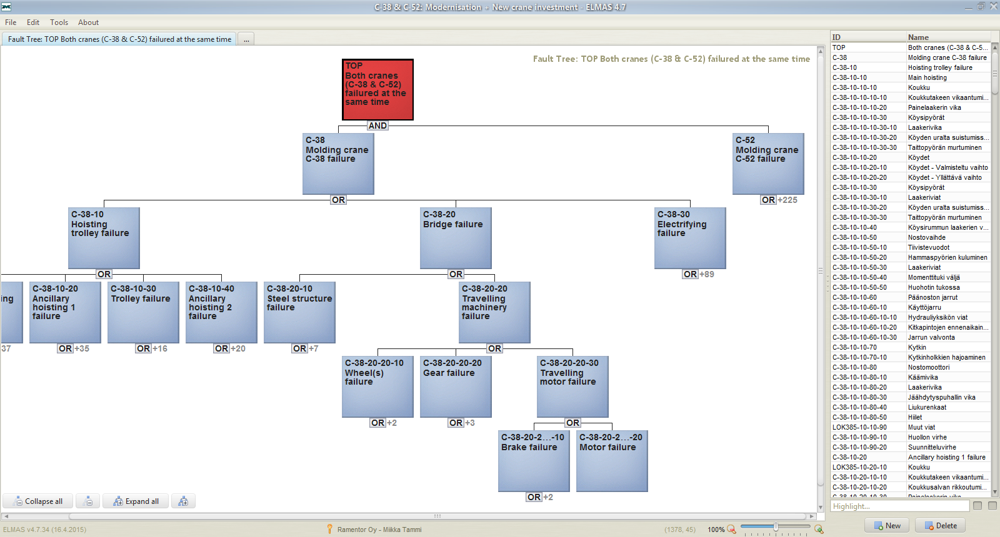 C-38 & C-52: Modernisation + New crane investment - ELMAS 4.7
File Edit Tools About
Fault Tree: TOP Both cranes (C-38 & C-52) failured at the same time
...
Fault Tree: TOP Both cranes (C-38 & C-52) failured at the same time
TOP
Both cranes
(C-38 & C-52)
failured at the
same time
AND
C-38
Molding crane
C-38 failure
OR
C-52
Molding crane
C-52 failure
OR +225
C-38-10
Hoisting
trolley failure
OR
C-38-20
Bridge failure
OR
C-38-30
Electrifying
failure
OR +89
ing
37
C-38-10-20
Ancillary
hoisting 1
failure
OR +35
C-38-10-30
Trolley failure
OR +16
C-38-10-40
Ancillary
hoisting 2
failure
OR +20
C-38-20-10
Steel structure
failure
OR +7
C-38-20-20
Travelling
machinery
failure
OR
C-38-20-20-10
Wheel(s)
failure
OR +2
C-38-20-20-20
Gear failure
OR +3
C-38-20-20-30
Travelling
motor failure
OR
C-38-20-2...-10
Brake failure
OR +2
C-38-20-2...-20
Motor failure
Collapse all
Expand all
ID Name
TOP Both cranes (C-38 & C-5...
C-38 Molding crane C-38 failure
C-38-10 Hoisting trolley failure
C-38-10-10 Main hoisting
C-38-10-10-10 Koukku
C-38-10-10-10-10 Koukkutakeen vikaantumi...
C-38-10-10-10-20 Painelaakerin vika
C-38-10-10-10-30 Köysipyörät
C-38-10-10-10-30-10 Laakerivika
C-38-10-10-10-30-20 Köyden uralta suistumiss...
C-38-10-10-10-30-30 Taittopyörän murtuminen
C-38-10-10-20 Köydet
C-38-10-10-20-10 Köydet - Valmisteltu vaihto
C-38-10-10-20-20 Köydet - Yllättävä vaihto
C-38-10-10-30 Köysipyörät
C-38-10-10-30-10 Laakeriviat
C-38-10-10-30-20 Köyden uralta suistumiss...
C-38-10-10-30-30 Taittopyörän murtuminen
C-38-10-10-40 Köysirummun laakerien v...
C-38-10-10-50 Nostovaihde
C-38-10-10-50-10 Tiivistevuodot
C-38-10-10-50-20 Hammaspyörien kuluminen
C-38-10-10-50-30 Laakeriviat
C-38-10-10-50-40 Momenttituki väljä
C-38-10-10-50-50 Huohotin tukossa
C-38-10-10-60 Päänoston jarrut
C-38-10-10-60-10 Käyttöjarru
C-38-10-10-60-10-10 Hydrauliyksikön viat
C-38-10-10-60-10-20 Kitkapintojen ennenaikain...
C-38-10-10-60-10-30 Jarrun valvonta
C-38-10-10-70 Kytkin
C-38-10-10-70-10 Kytkinholkkien hajoaminen
C-38-10-10-80 Nostomoottori
C-38-10-10-80-10 Käämivika
C-38-10-10-80-20 Laakerivika
C-38-10-10-80-30 Jäähdytyspuhallin vika
C-38-10-10-80-40 Liukurenkaat
C-38-10-10-80-50 Hiilet
LOK385-10-10-90 Muut viat
C-38-10-10-90-10 Huollon virhe
C-38-10-10-90-20 Suunnitteluvirhe
C-38-10-20 Ancillary hoisting 1 failure
LOK385-10-20-10 Koukku
C-38-10-20-10-10 Koukkutakeen vikaantumi...
C-38-10-20-10-20 Koukkusalvan rikkoutumi...
C-38-10-20-10-30 Painelaakerin vika
Highlight...
New Delete
ELMAS v4.7.34 (16.4.2015)
Ramentor Oy - Miikka Tammi
(1378, 45) 100%